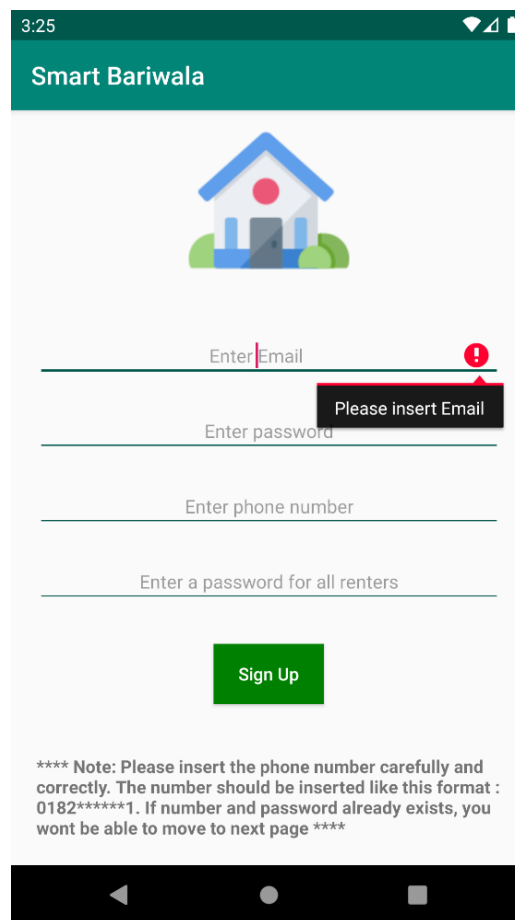 3:25
Smart Bariwala
Enter Email
Please insert Email
Enter password
Enter phone number
Enter a password for all renters
Sign Up
**** Note: Please insert the phone number carefully and
correctly. The number should be inserted like this format :
0182******1. If number and password already exists, you
wont be able to move to next page ****